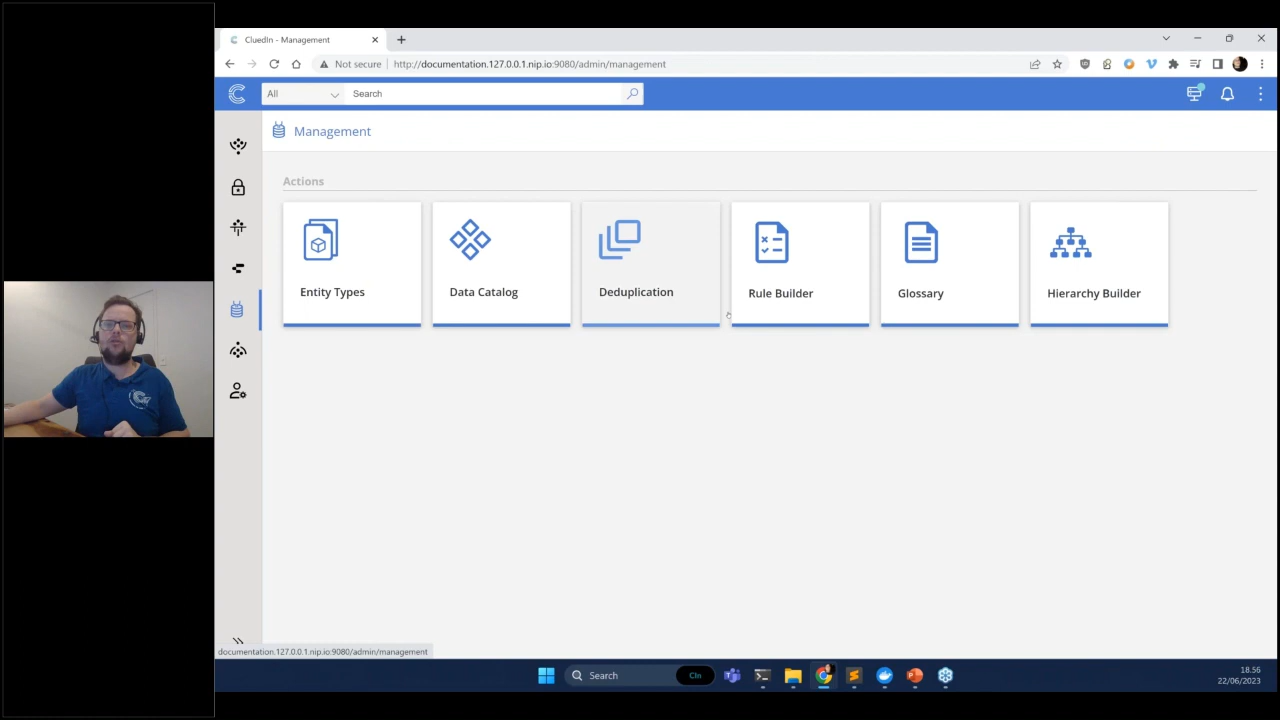 CluedIn - Management
Not secure
http://documentation.127.0.0.1.nip.io:9080/admin/management
All
Search
Management
Actions
Entity Types
Data Catalog
Deduplication
Rule Builder
Glossary
Hierarchy Builder
documentation.127.0.0.1.nip.io:9080/admin/management
Search
CIn
18.56
22/06/2023